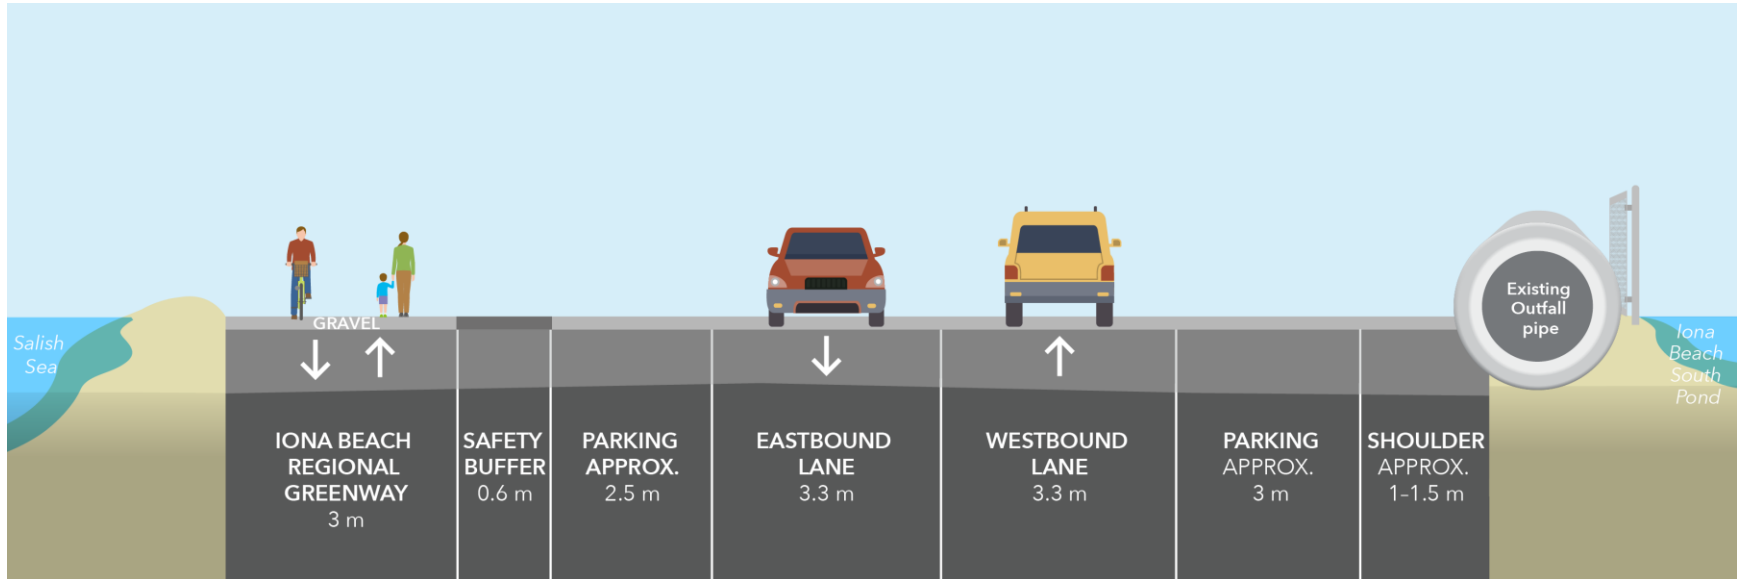 Salish
Sea
GRAVEL
IONA BEACH
REGIONAL
GREENWAY
3 m
SAFETY
BUFFER
0.6 m
PARKING
APPROX.
2.5 m
EASTBOUND
LANE
3.3 m
WESTBOUND
LANE
3.3 m
PARKING
APPROX.
3 m
SHOULDER
APPROX.
1–1.5 m
Existing
Outfall
pipe
Iona
Beach
South
Pond